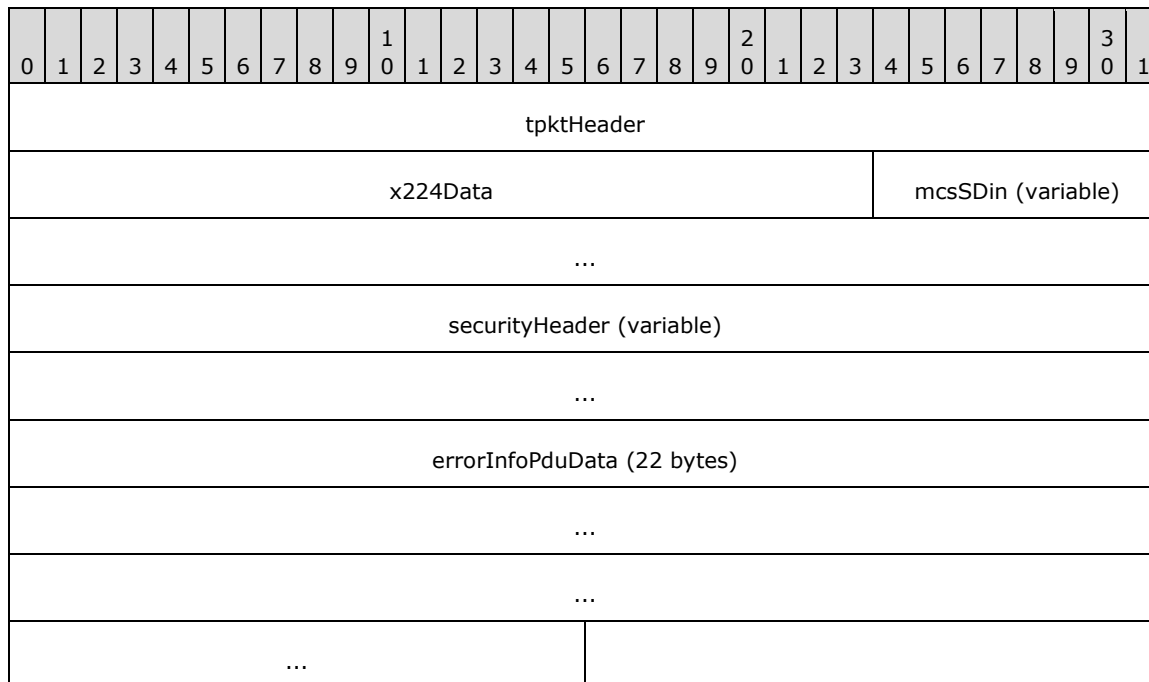 1 2 3
0 1 2 3 4 5 6 7 8 9 0 1 2 3 4 5 6 7 8 9 0 1 2 3 4 5 6 7 8 9 0 1
tpktHeader
x224Data mcsSDin (variable)
...
securityHeader (variable)
...
errorInfoPduData (22 bytes)
...
...
...